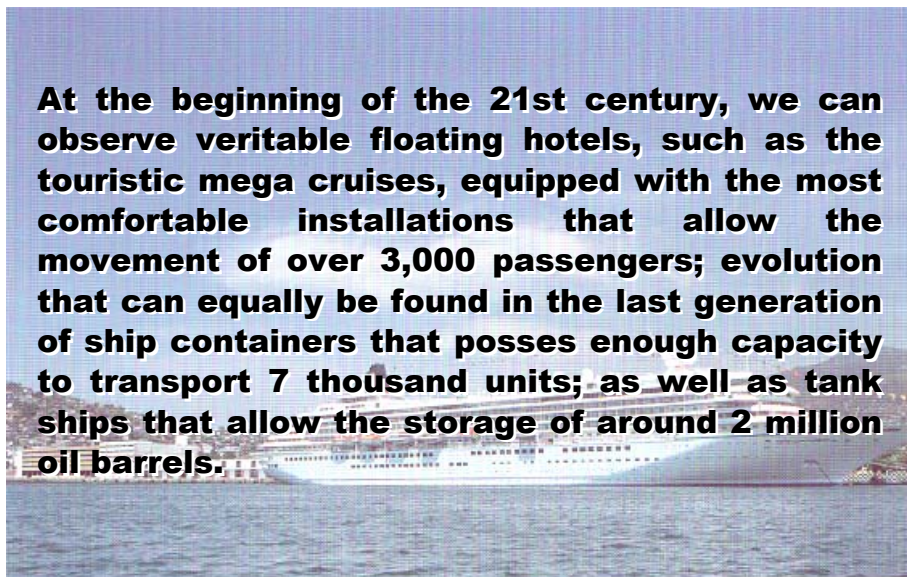 At the beginning of the 21st century, we can
observe veritable floating hotels, such as the
touristic mega cruises, equipped with the most
comfortable installations that allow the
movement of over 3,000 passengers; evolution
that can equally be found in the last generation
of ship containers that posses enough capacity
to transport 7 thousand units; as well as tank
ships that allow the storage of around 2 million
oil barrels.